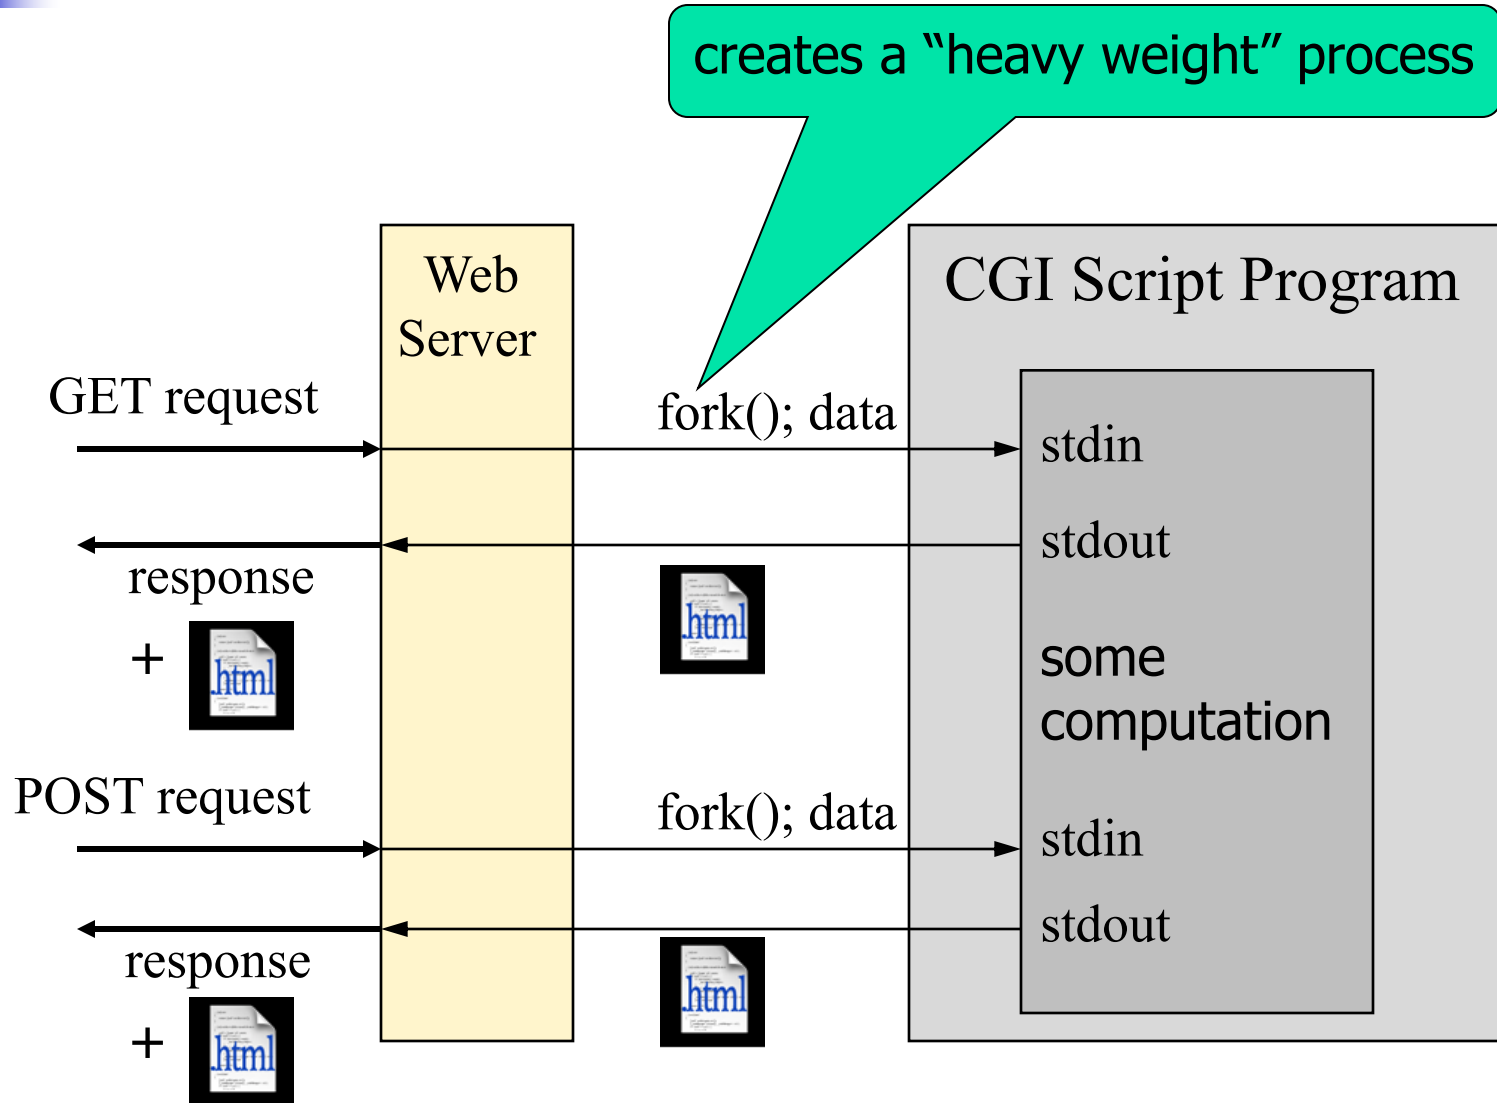 creates a “heavy weight” process
Web
Server
CGI Script Program
GET request
fork(); data
stdin
response
stdout
+
.html
.html
some
computation
POST request
fork(); data
stdin
response
stdout
+
.html
.html